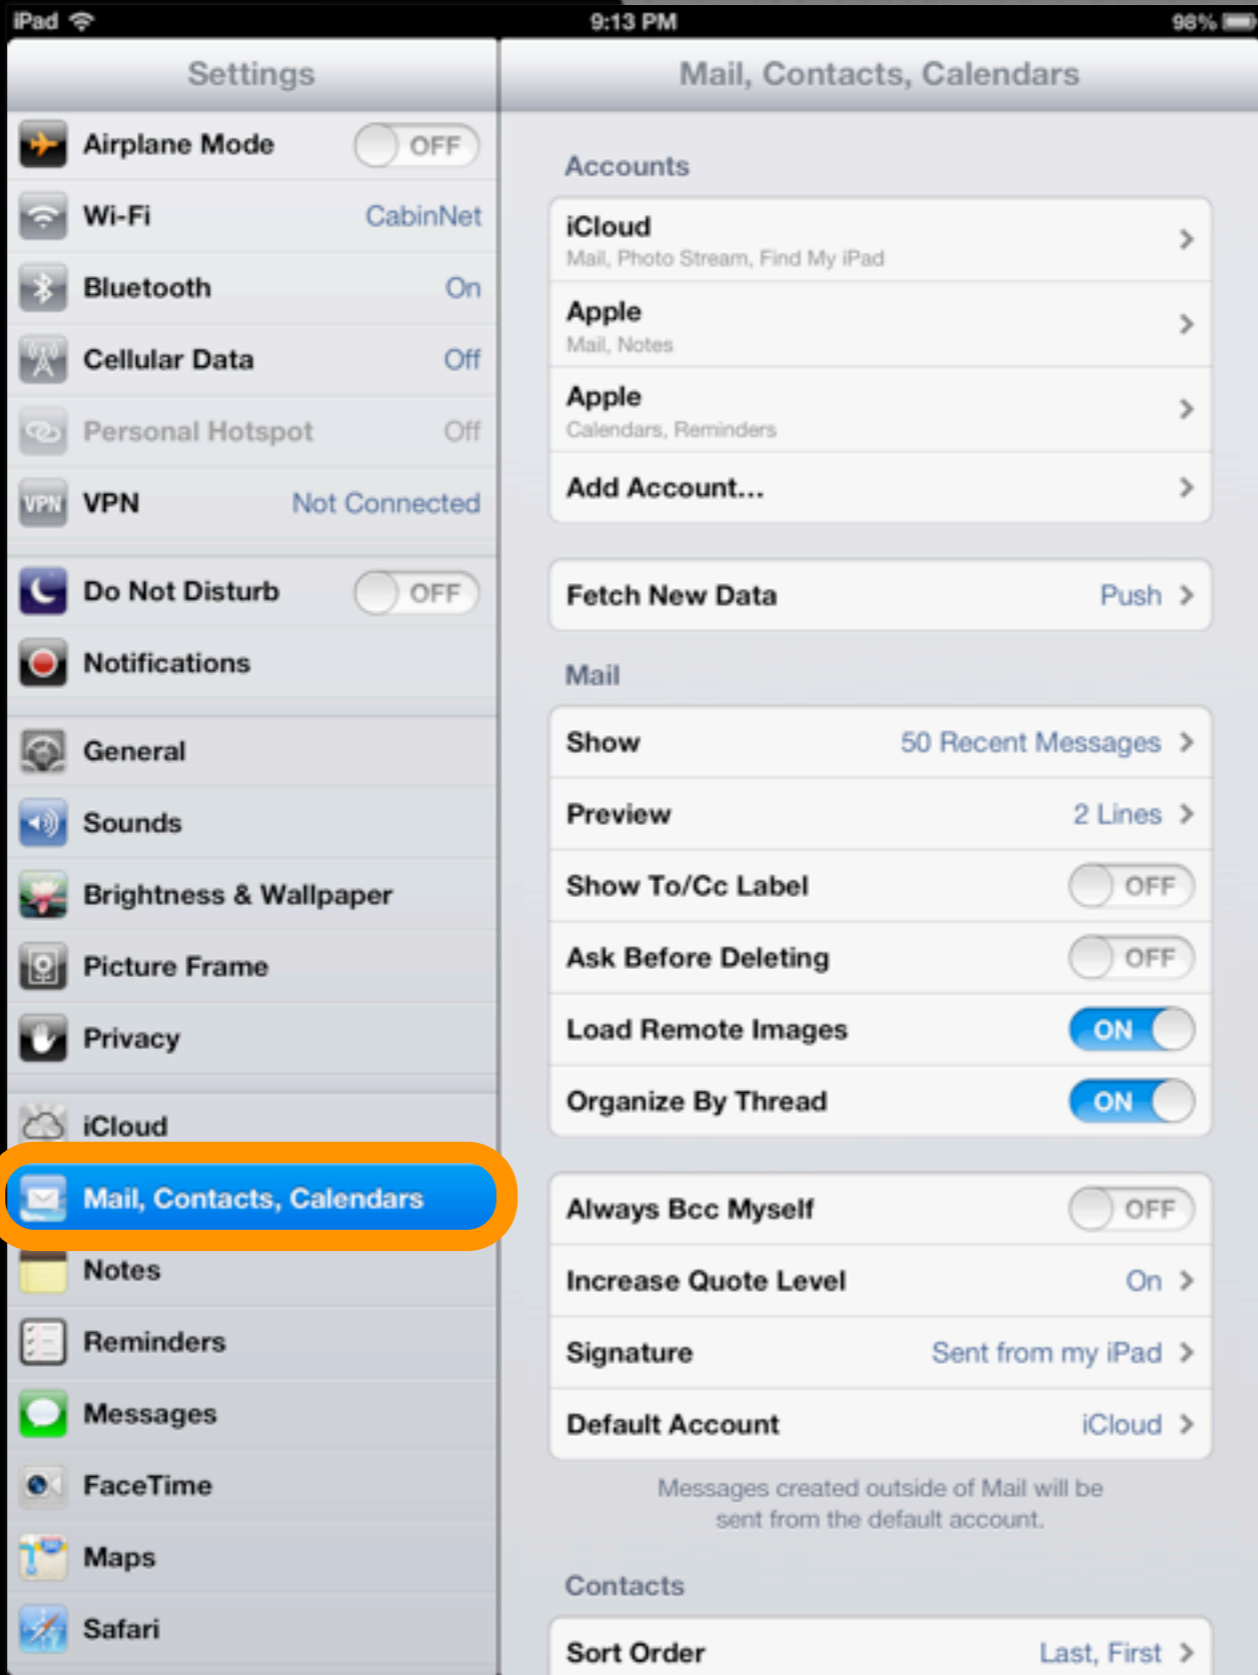 iPad 9:13 PM 98%
Settings
Airplane Mode OFF
Wi-Fi CabinNet
Bluetooth On
Cellular Data Off
Personal Hotspot Off
VPN VPN Not Connected
Do Not Disturb OFF
Notifications
General
Sounds
Brightness & Wallpaper
Picture Frame
Privacy
iCloud
Mail, Contacts, Calendars
Notes
Reminders
Messages
FaceTime
Maps
Safari
Mail, Contacts, Calendars
Accounts
iCloud
Mail, Photo Stream, Find My iPad
Apple
Mail, Notes
Apple
Calendars, Reminders
Add Account...
Fetch New Data Push
Mail
Show 50 Recent Messages
Preview 2 Lines
Show To/Cc Label OFF
Ask Before Deleting OFF
Load Remote Images ON
Organize By Thread ON
Always Bcc Myself OFF
Increase Quote Level On
Signature Sent from my iPad
Default Account iCloud
Messages created outside of Mail will be
sent from the default account.
Contacts
Sort Order Last, First